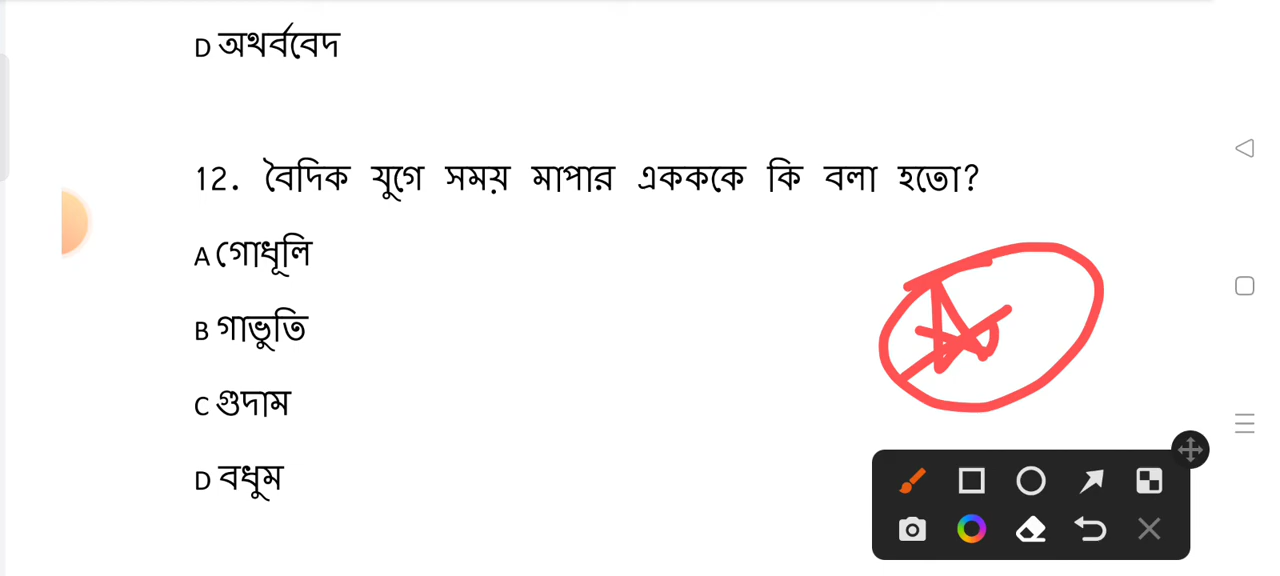 D অথর্ববেদ
12. বৈদিক যুগে সময় মাপার একককে কি বলা হতো?
A গোধূলি
B গাভুতি
C গুদাম
D বধুম